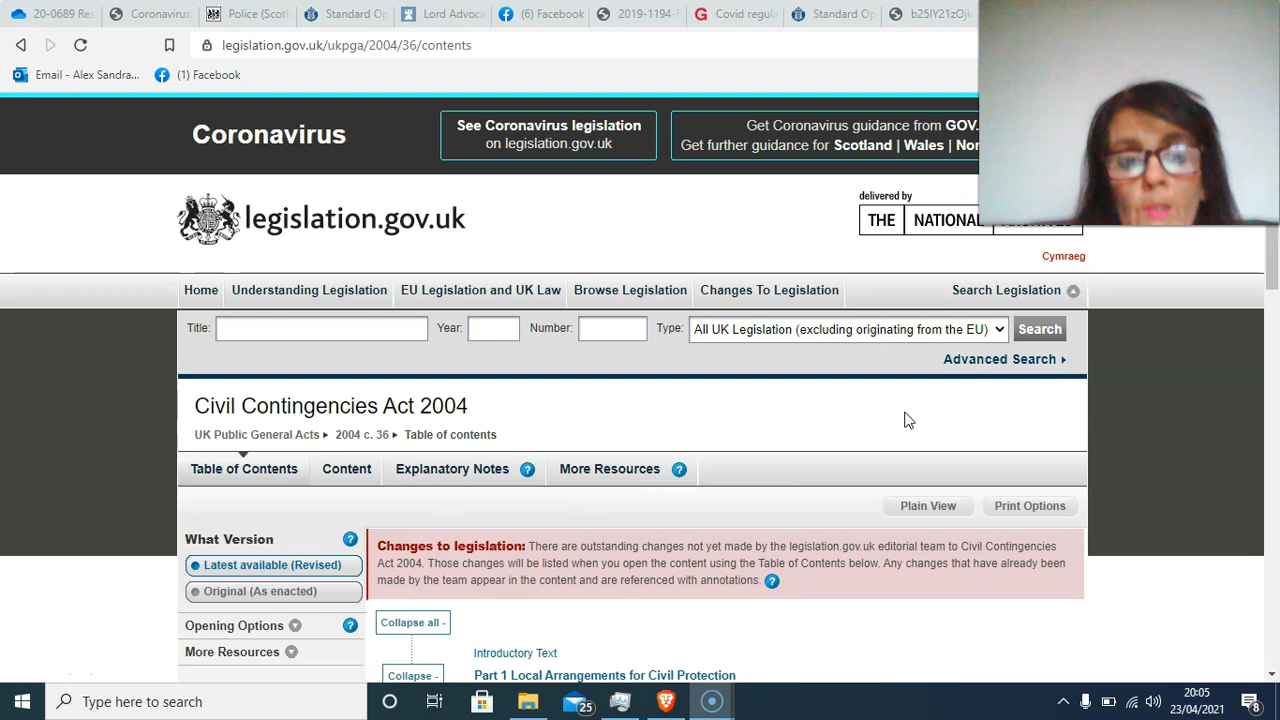 20-0689 Res
Coronavirus:
Police (Scotl
Standard Op
Lord Advoca
(6) Facebook
2019-1194-F
Covid regula
Standard Op
b25lY21zOjk
legislation.gov.uk/ukpga/2004/36/contents
Email - Alex Sandra...
(1) Facebook
Coronavirus
See Coronavirus legislation
on legislation.gov.uk
Get Coronavirus guidance from GOV.
Get further guidance for Scotland | Wales | Nor
legislation.gov.uk
delivered by
THE NATIONAL
Cymraeg
Home
Understanding Legislation
EU Legislation and UK Law
Browse Legislation
Changes To Legislation
Search Legislation
Title:
Year:
Number:
Type:
All UK Legislation (excluding originating from the EU)
Search
Advanced Search
Civil Contingencies Act 2004
UK Public General Acts
2004 c. 36
Table of contents
Table of Contents
Content
Explanatory Notes ?
More Resources ?
Plain View
Print Options
What Version ?
Latest available (Revised)
Original (As enacted)
Opening Options ?
More Resources
Changes to legislation: There are outstanding changes not yet made by the legislation.gov.uk editorial team to Civil Contingencies
Act 2004. Those changes will be listed when you open the content using the Table of Contents below. Any changes that have already been
made by the team appear in the content and are referenced with annotations. ?
Collapse all -
Introductory Text
Collapse -
Part 1 Local Arrangements for Civil Protection
Type here to search
25
20:05
23/04/2021
8